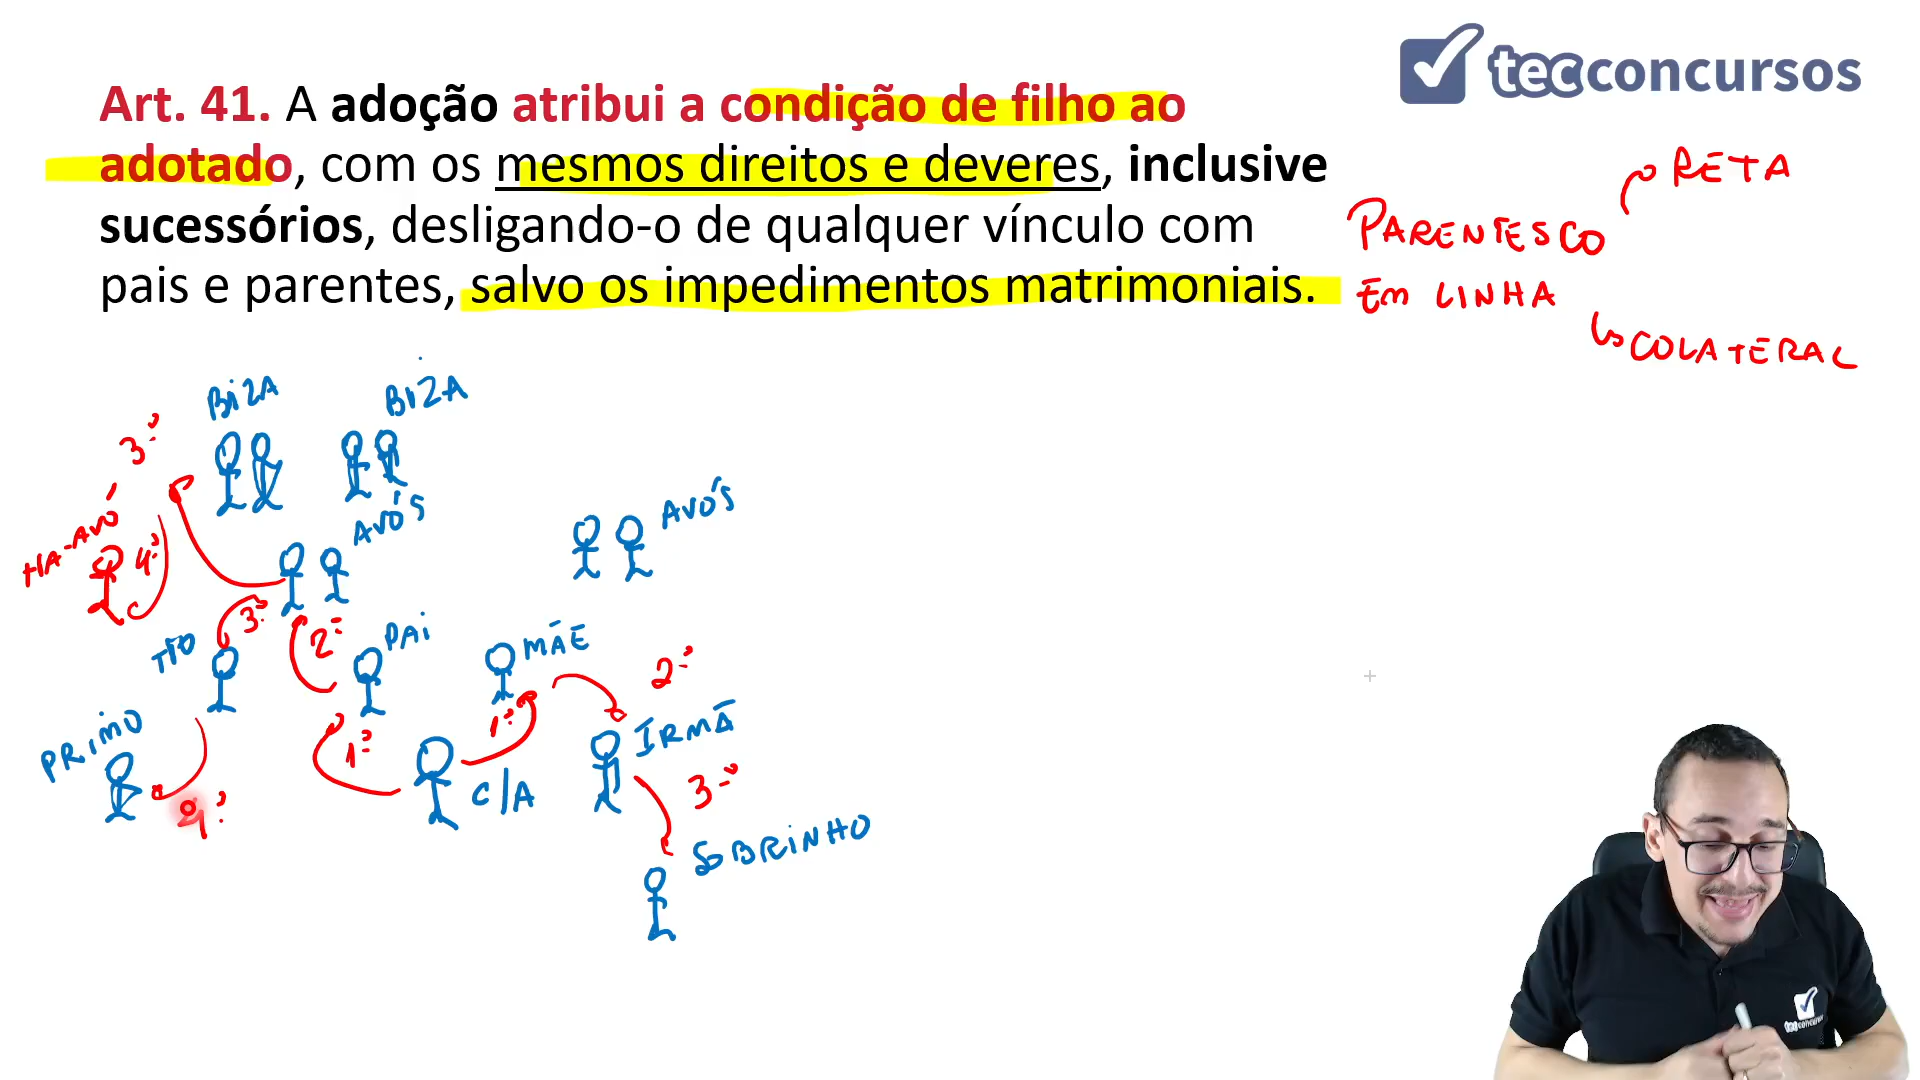 tecconcursos
Art. 41. A adoção atribui a condição de filho ao
adotado, com os mesmos direitos e deveres, inclusive
sucessórios, desligando-o de qualquer vínculo com
pais e parentes, salvo os impedimentos matrimoniais.
RETA
PARENTESCO
EM LINHA
COLATERAL
BIZA
BIZA
3º
AVÓS
AVÓS
TIA-AVÓ
4º
3º
2º
TIO
PAI
MÃE
2º
PRIMO
1º
1º
IRMÃ
4º
C/A
3º
SOBRINHO
tecconcursos